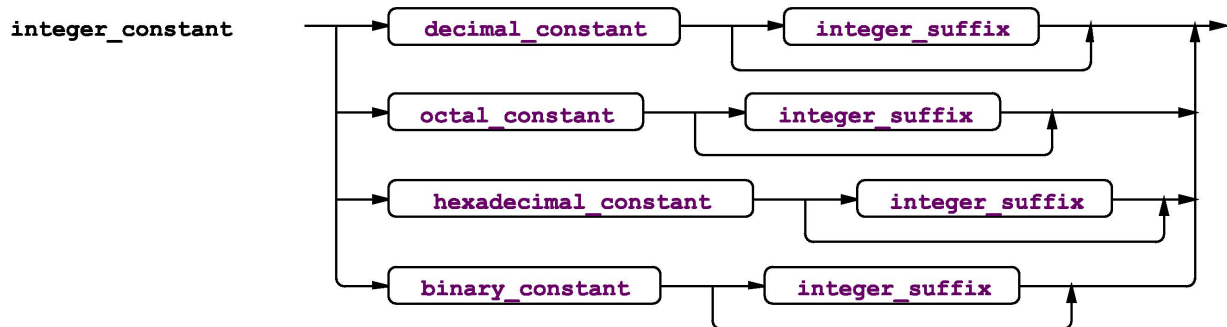 integer_constant decimal_constant integer_suffix
octal_constant integer_suffix
hexadecimal_constant integer_suffix
binary_constant integer_suffix